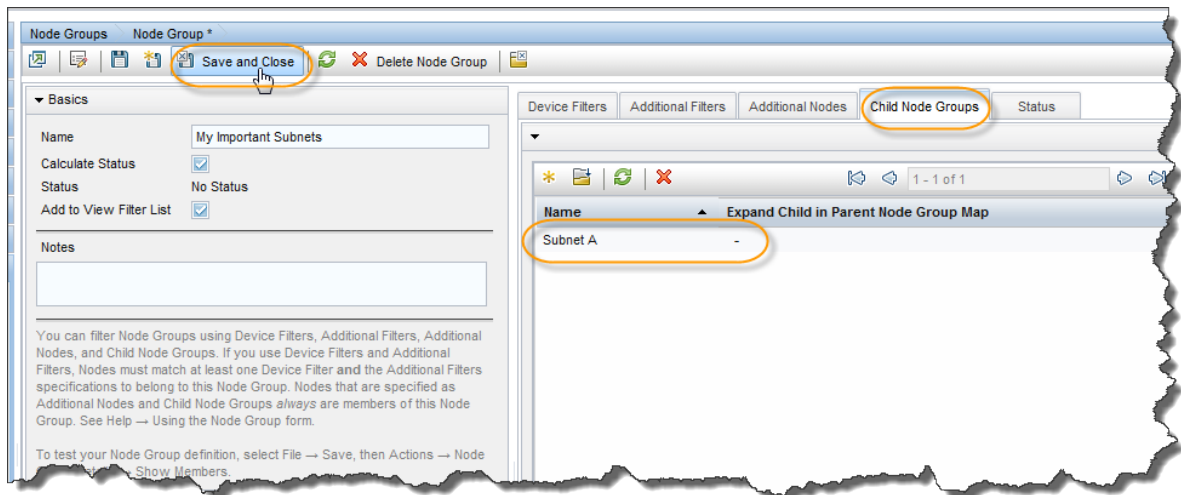 Node Groups Node Group *
Save and Close Delete Node Group
Basics
Name My Important Subnets
Calculate Status
Status No Status
Add to View Filter List
Notes
You can filter Node Groups using Device Filters, Additional Filters, Additional
Nodes, and Child Node Groups. If you use Device Filters and Additional
Filters, Nodes must match at least one Device Filter and the Additional Filters
specifications to belong to this Node Group. Nodes that are specified as
Additional Nodes and Child Node Groups always are members of this Node
Group. See Help → Using the Node Group form.
To test your Node Group definition, select File → Save, then Actions → Node
Show Members.
Device Filters Additional Filters Additional Nodes Child Node Groups Status
1 - 1 of 1
Name Expand Child in Parent Node Group Map
Subnet A -